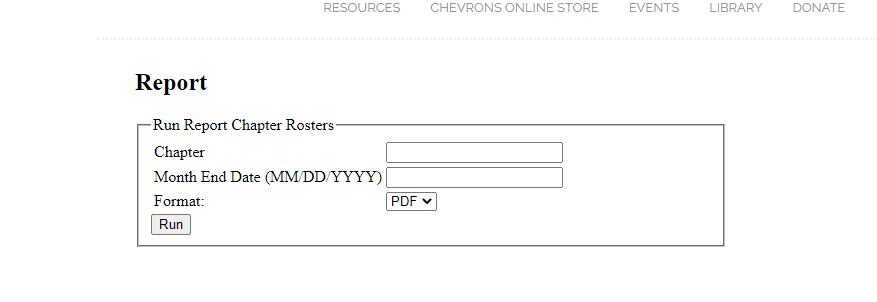 RESOURCES CHEVRONS ONLINE STORE EVENTS LIBRARY DONATE
Report
Run Report Chapter Rosters
Chapter
Month End Date (MM/DD/YYYY)
Format: PDF
Run